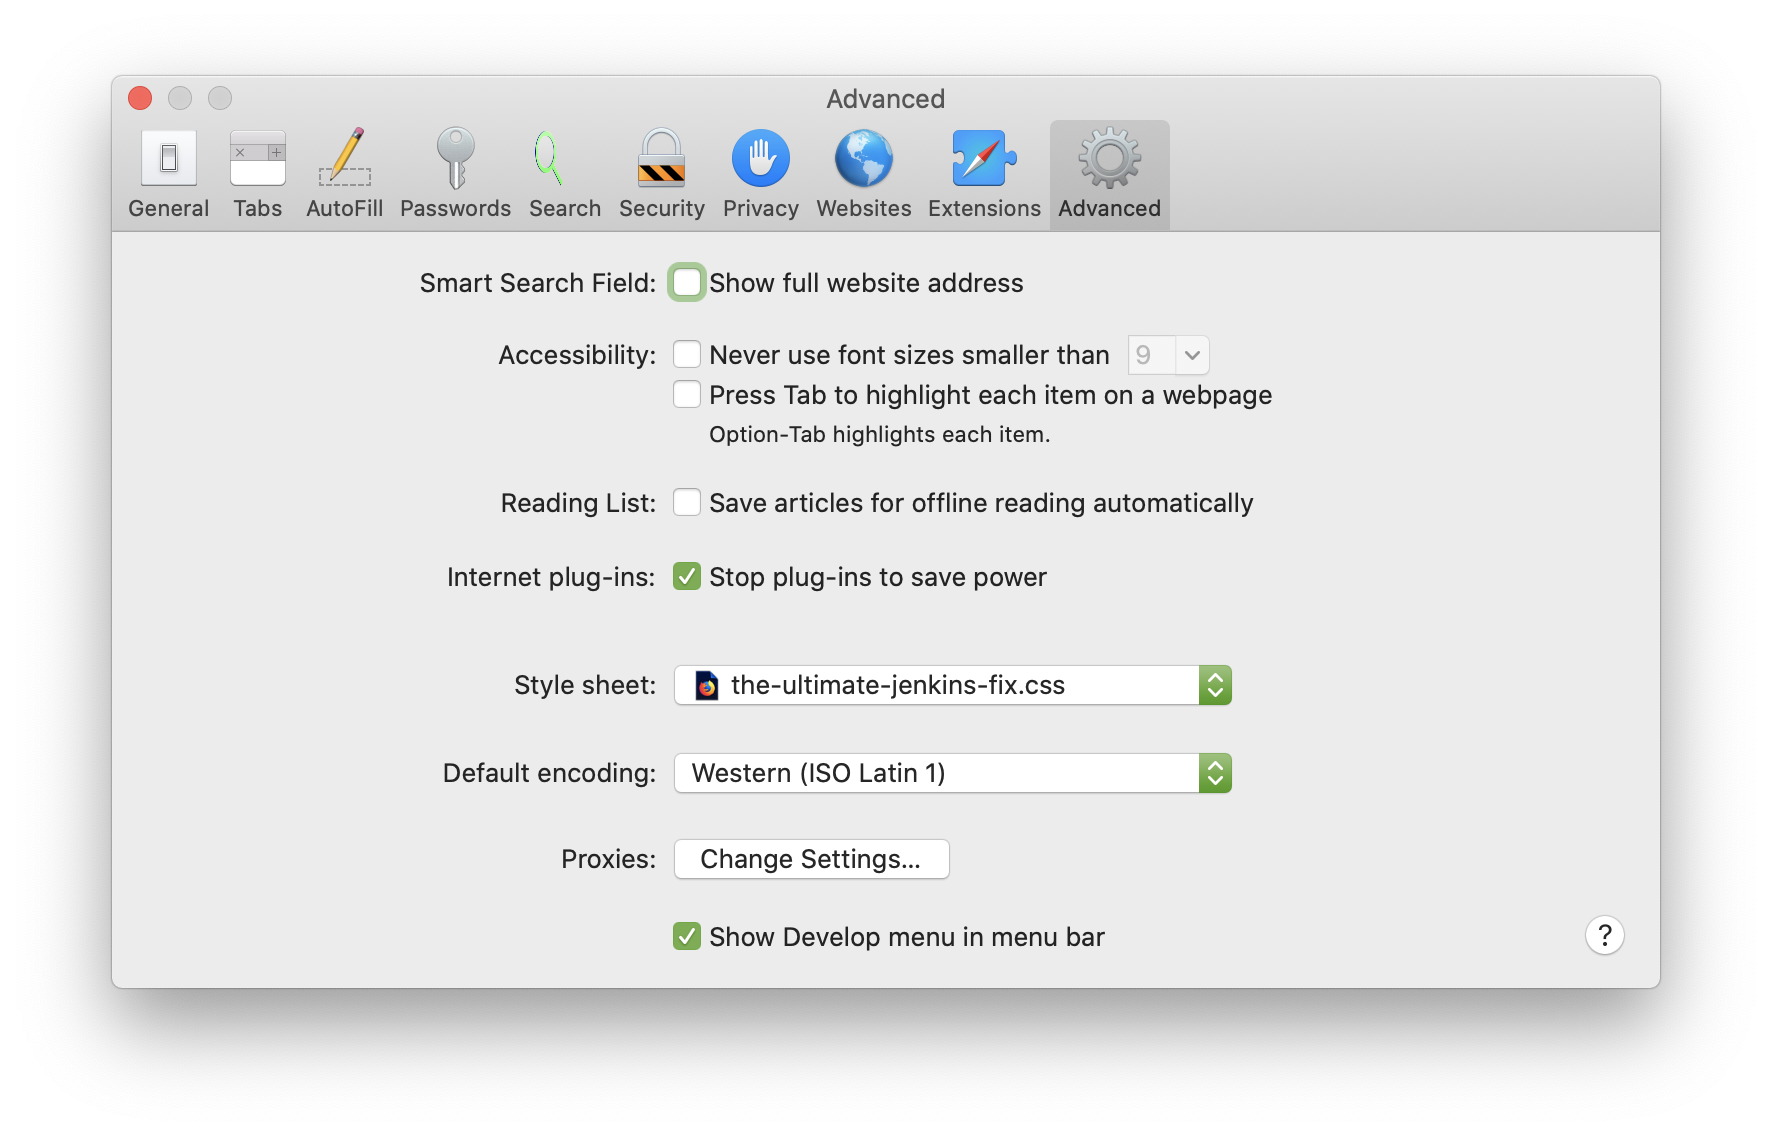 Advanced
General Tabs AutoFill Passwords Search Security Privacy Websites Extensions Advanced
Smart Search Field: Show full website address
Accessibility: Never use font sizes smaller than 9
Press Tab to highlight each item on a webpage
Option-Tab highlights each item.
Reading List: Save articles for offline reading automatically
Internet plug-ins: Stop plug-ins to save power
Style sheet: the-ultimate-jenkins-fix.css
Default encoding: Western (ISO Latin 1)
Proxies: Change Settings...
Show Develop menu in menu bar
?